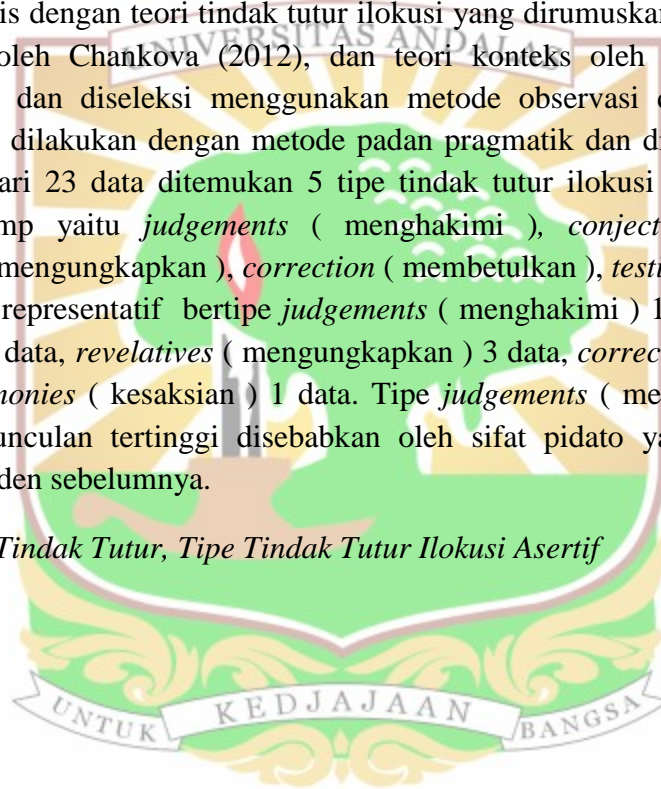 is dengan teori tindak tutur ilokusi yang dirumuskan
oleh Chankova (2012), dan teori konteks oleh
dan diseleksi menggunakan metode observasi
dilakukan dengan metode padan pragmatik dan
ari 23 data ditemukan 5 tipe tindak tutur ilokusi
mp yaitu judgements ( menghakimi ), conject
mengungkapkan ), correction ( membetulkan ), testi
representatif bertipe judgements ( menghakimi ) 1
data, revelatives ( mengungkapkan ) 3 data, correc
monies ( kesaksian ) 1 data. Tipe judgements ( me
unculan tertinggi disebabkan oleh sifat pidato ya
den sebelumnya.
Tindak Tutur, Tipe Tindak Tutur Ilokusi Asertif
UNIVERSITAS ANDALAS
UNTUK KEDJAJAAN BANGSA